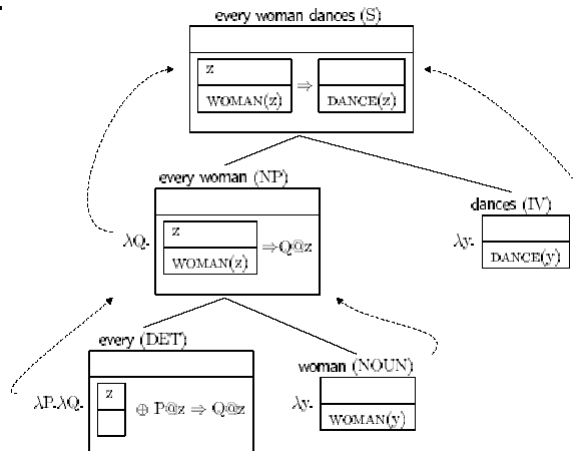 every woman dances (S)
z
WOMAN(z) ⇒ DANCE(z)
every woman (NP)
dances (IV)
λQ. z ⇒Q@z
WOMAN(z)
λy.
DANCE(y)
every (DET)
woman (NOUN)
λP.λQ. z ⊕ P@z ⇒ Q@z
λy.
WOMAN(y)